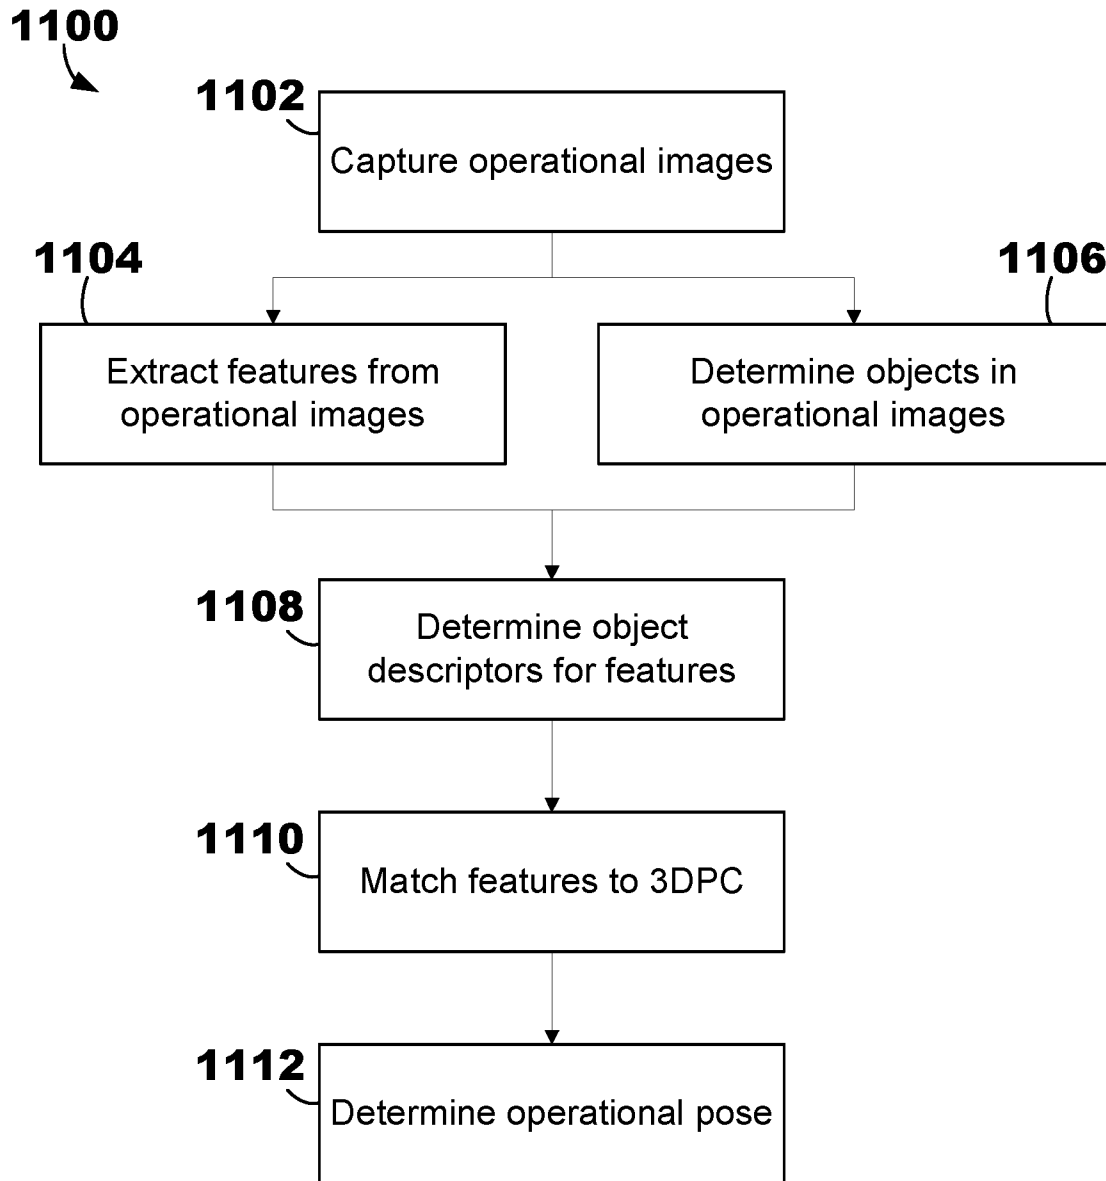 1100
1102
Capture operational images
1104
1106
Extract features from
operational images
Determine objects in
operational images
1108
Determine object
descriptors for features
1110
Match features to 3DPC
1112
Determine operational pose